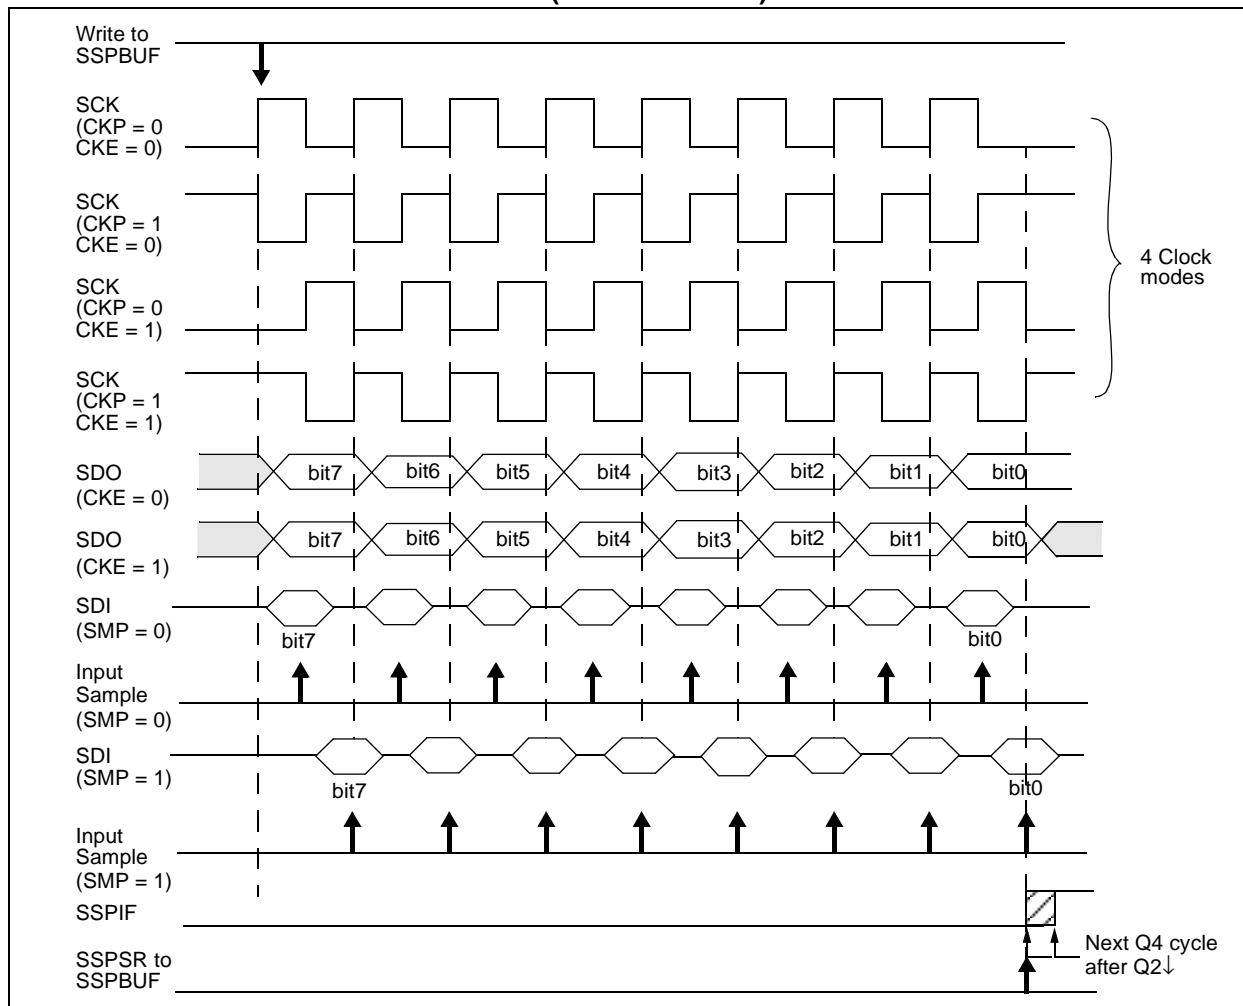 Write to
SSPBUF
SCK
(CKP = 0
CKE = 0)
SCK
(CKP = 1
CKE = 0)
SCK
(CKP = 0
CKE = 1)
SCK
(CKP = 1
CKE = 1)
4 Clock
modes
SDO
(CKE = 0)
bit7 bit6 bit5 bit4 bit3 bit2 bit1 bit0
SDO
(CKE = 1)
bit7 bit6 bit5 bit4 bit3 bit2 bit1 bit0
SDI
(SMP = 0)
bit7 bit0
Input
Sample
(SMP = 0)
SDI
(SMP = 1)
bit7 bit0
Input
Sample
(SMP = 1)
SSPIF
Next Q4 cycle
after Q2↓
SSPSR to
SSPBUF